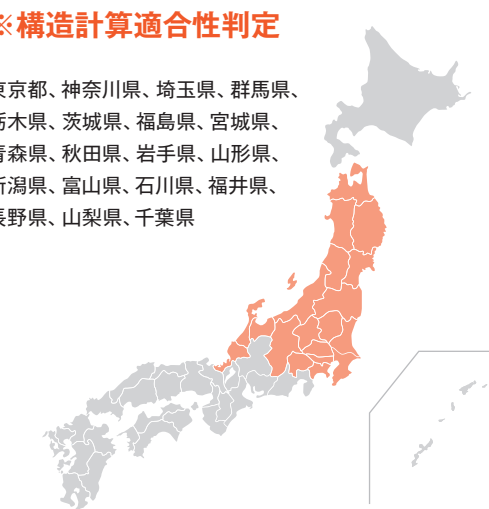 ※構造計算適合性判定
東京都、神奈川県、埼玉県、群馬県、
栃木県、茨城県、福島県、宮城県、
青森県、秋田県、岩手県、山形県、
新潟県、富山県、石川県、福井県、
長野県、山梨県、千葉県